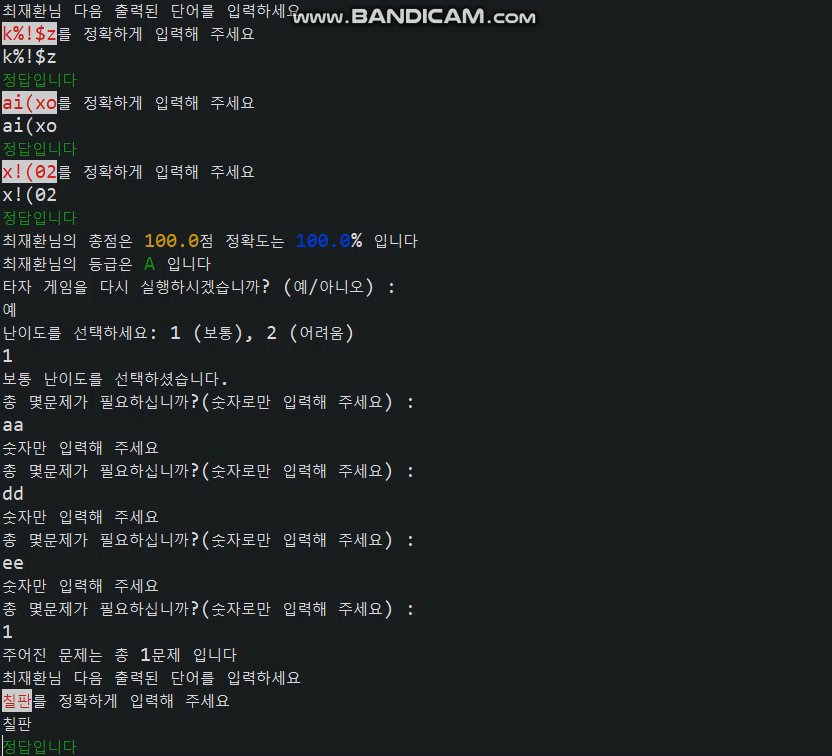 최재환님 다음 출력된 단어를 입력하세요
www.BANDICAM.com
k%!$z를 정확하게 입력해 주세요
k%!$z
정답입니다
ai(xo를 정확하게 입력해 주세요
ai(xo
정답입니다
x!(02를 정확하게 입력해 주세요
x!(02
정답입니다
최재환님의 총점은 100.0점 정확도는 100.0% 입니다
최재환님의 등급은 A 입니다
타자 게임을 다시 실행하시겠습니까? (예/아니오) :
예
난이도를 선택하세요: 1 (보통), 2 (어려움)
1
보통 난이도를 선택하셨습니다.
총 몇문제가 필요하십니까?(숫자로만 입력해 주세요) :
aa
숫자만 입력해 주세요
총 몇문제가 필요하십니까?(숫자로만 입력해 주세요) :
dd
숫자만 입력해 주세요
총 몇문제가 필요하십니까?(숫자로만 입력해 주세요) :
ee
숫자만 입력해 주세요
총 몇문제가 필요하십니까?(숫자로만 입력해 주세요) :
1
주어진 문제는 총 1문제 입니다
최재환님 다음 출력된 단어를 입력하세요
칠판를 정확하게 입력해 주세요
칠판
정답입니다